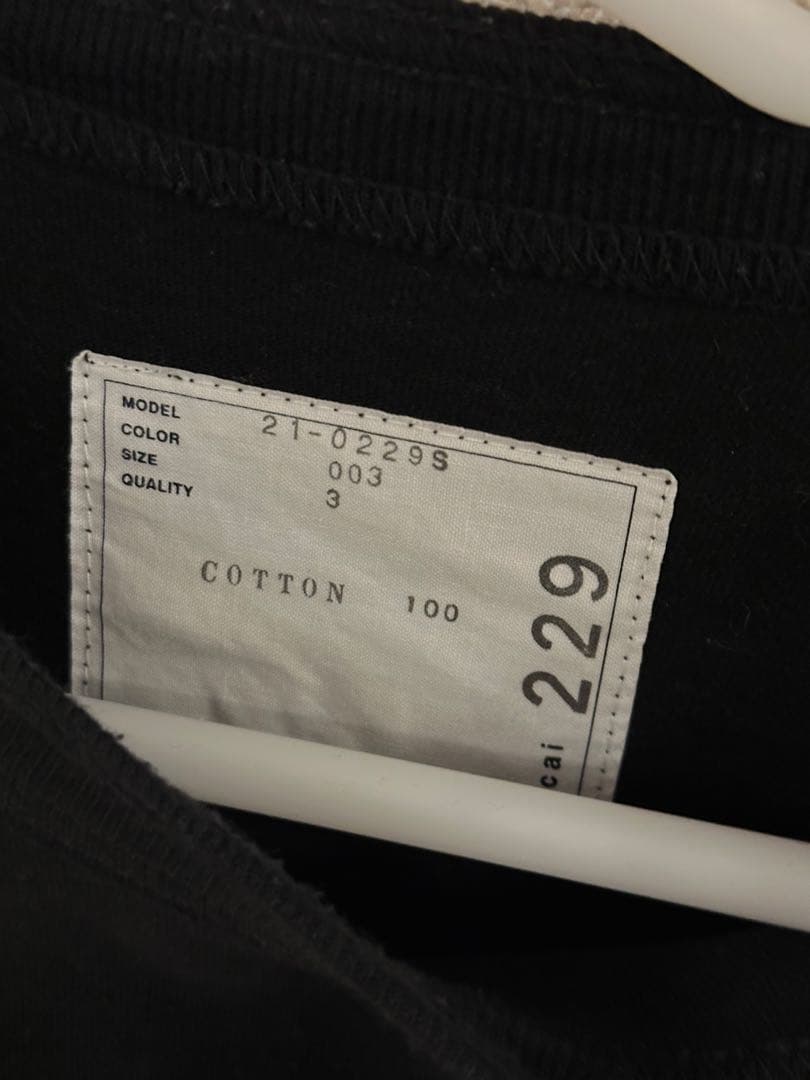 MODEL 21-0229S
COLOR 003
SIZE 3
QUALITY
COTTON 100
cai 229